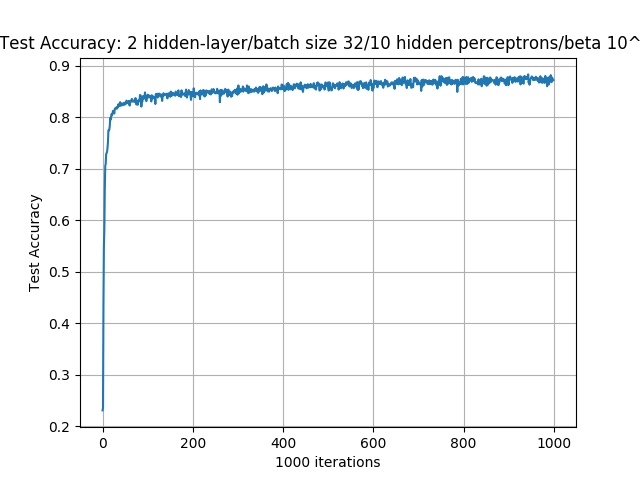 Test Accuracy: 2 hidden-layer/batch size 32/10 hidden perceptrons/beta 10^
0.9
0.8
0.7
0.6
0.5
0.4
0.3
0.2
Test Accuracy
0 200 400 600 800 1000
1000 iterations